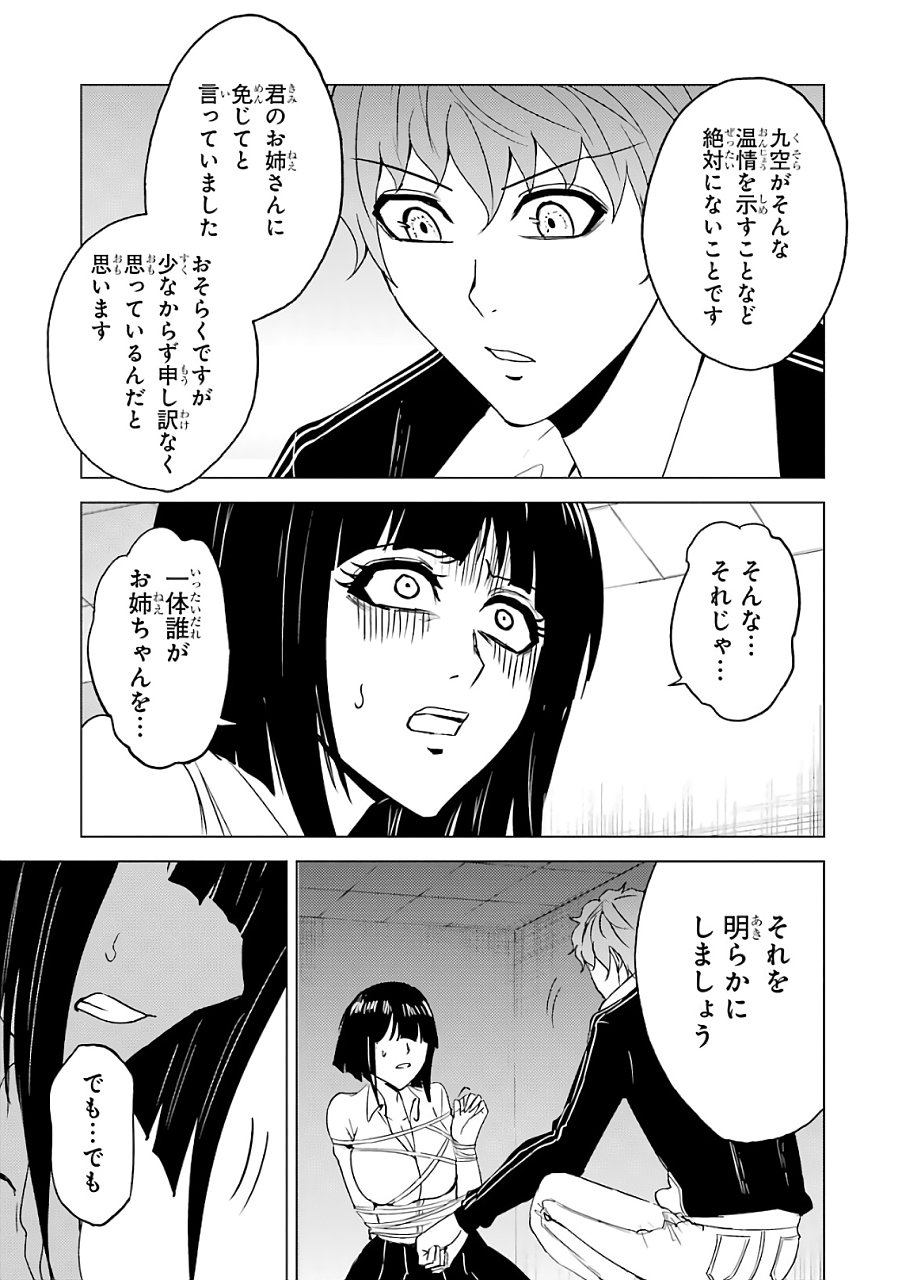 九空がそんな
温情を示すことなど
絶対にないことです
君のお姉さんに
免じてと
言っていました
おそらくですが
少なからず申し訳なく
思っているんだと
思います
そんな…
それじゃ…
一体誰が
お姉ちゃんを…
それを
明らかに
しましょう
でも…でも